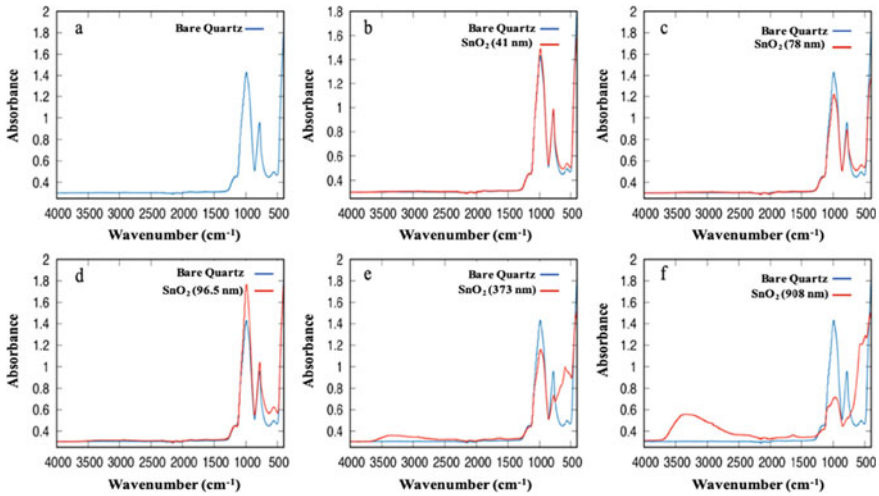 a
Bare Quartz
2
1.8
1.6
1.4
1.2
1
0.8
0.6
0.4
Absorbance
4000 3500 3000 2500 2000 1500 1000 500
Wavenumber (cm-1)
b
Bare Quartz
SnO2 (41 nm)
1.8
1.6
1.4
1.2
1
0.8
0.6
0.4
Absorbance
4000 3500 3000 2500 2000 1500 1000 500
Wavenumber (cm-1)
c
Bare Quartz
SnO2 (78 nm)
2
1.8
1.6
1.4
1.2
1
0.8
0.6
0.4
Absorbance
4000 3500 3000 2500 2000 1500 1000 500
Wavenumber (cm-1)
d
Bare Quartz
SnO2 (96.5 nm)
2
1.8
1.6
1.4
1.2
1
0.8
0.6
0.4
Absorbance
4000 3500 3000 2500 2000 1500 1000 500
Wavenumber (cm-1)
e
Bare Quartz
SnO2 (373 nm)
2
1.8
1.6
1.4
1.2
1
0.8
0.6
0.4
Absorbance
4000 3500 3000 2500 2000 1500 1000 500
Wavenumber (cm-1)
f
Bare Quartz
SnO2 (908 nm)
2
1.8
1.6
1.4
1.2
1
0.8
0.6
0.4
Absorbance
4000 3500 3000 2500 2000 1500 1000 500
Wavenumber (cm-1)